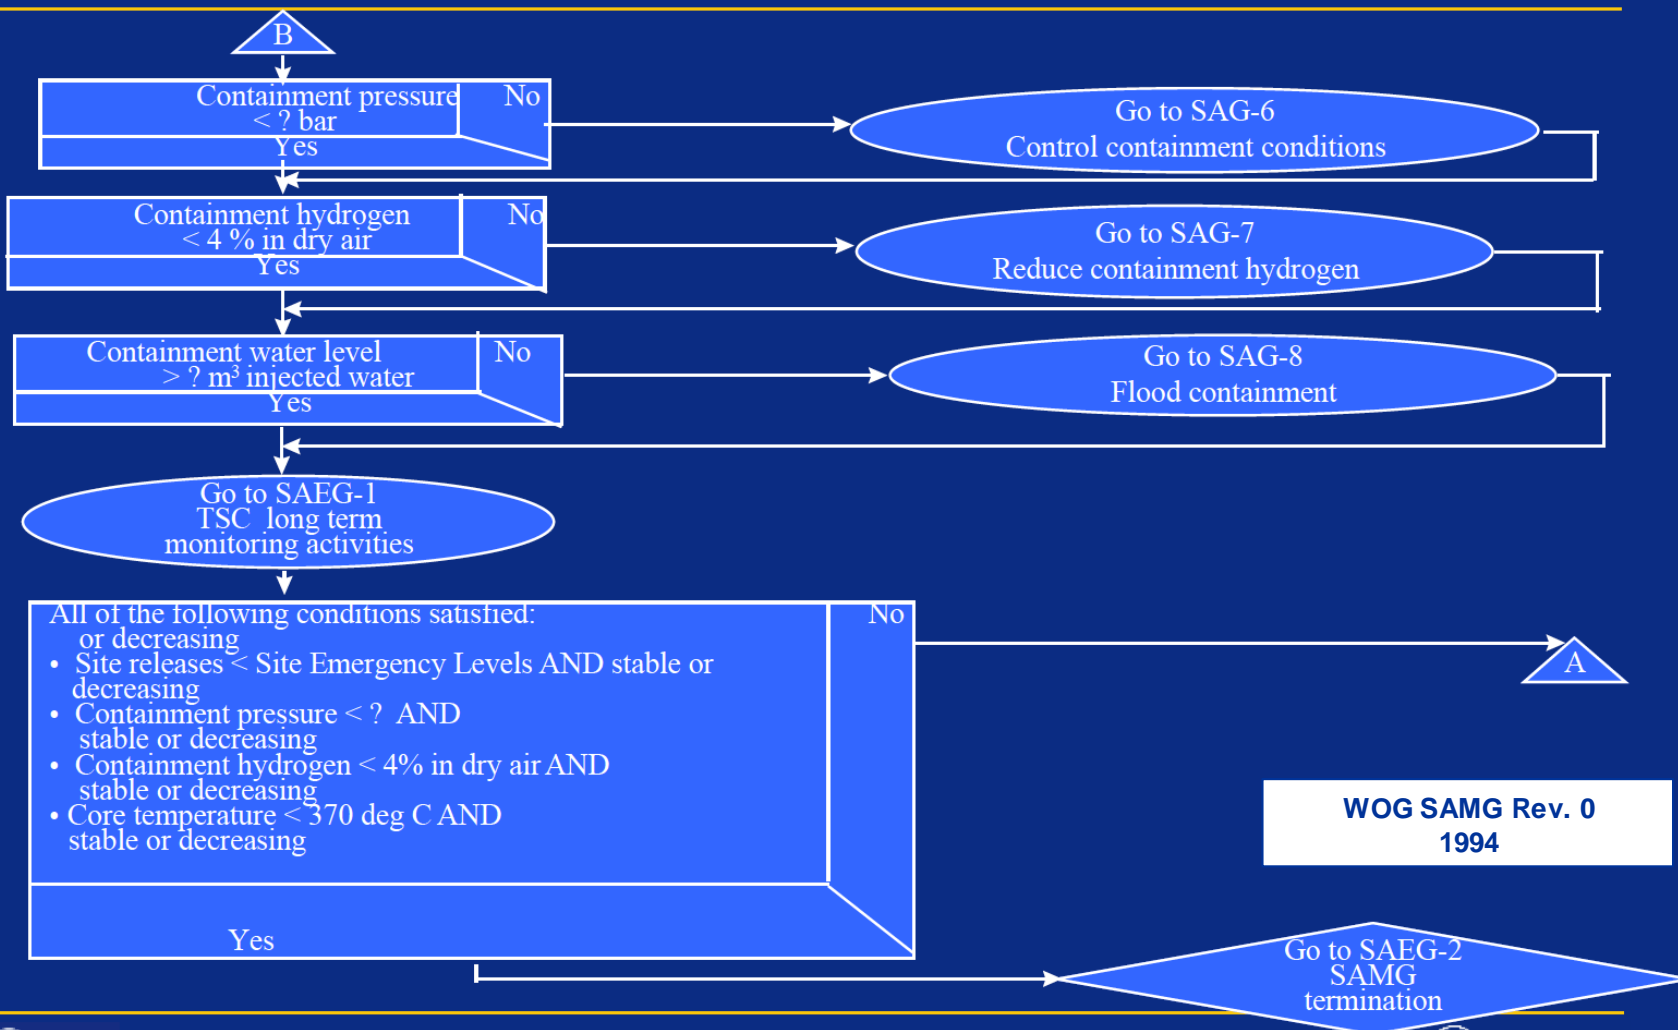 B
Containment pressure
< ? bar
No
Yes
Go to SAG-6
Control containment conditions
Containment hydrogen
< 4 % in dry air
No
Yes
Go to SAG-7
Reduce containment hydrogen
Containment water level
> ? m³ injected water
No
Yes
Go to SAG-8
Flood containment
Go to SAEG-1
TSC long term
monitoring activities
All of the following conditions satisfied:
or decreasing
• Site releases < Site Emergency Levels AND stable or
decreasing
• Containment pressure < ? AND
stable or decreasing
• Containment hydrogen < 4% in dry air AND
stable or decreasing
• Core temperature < 370 deg C AND
stable or decreasing
No
Yes
A
WOG SAMG Rev. 0
1994
Go to SAEG-2
SAMG
termination